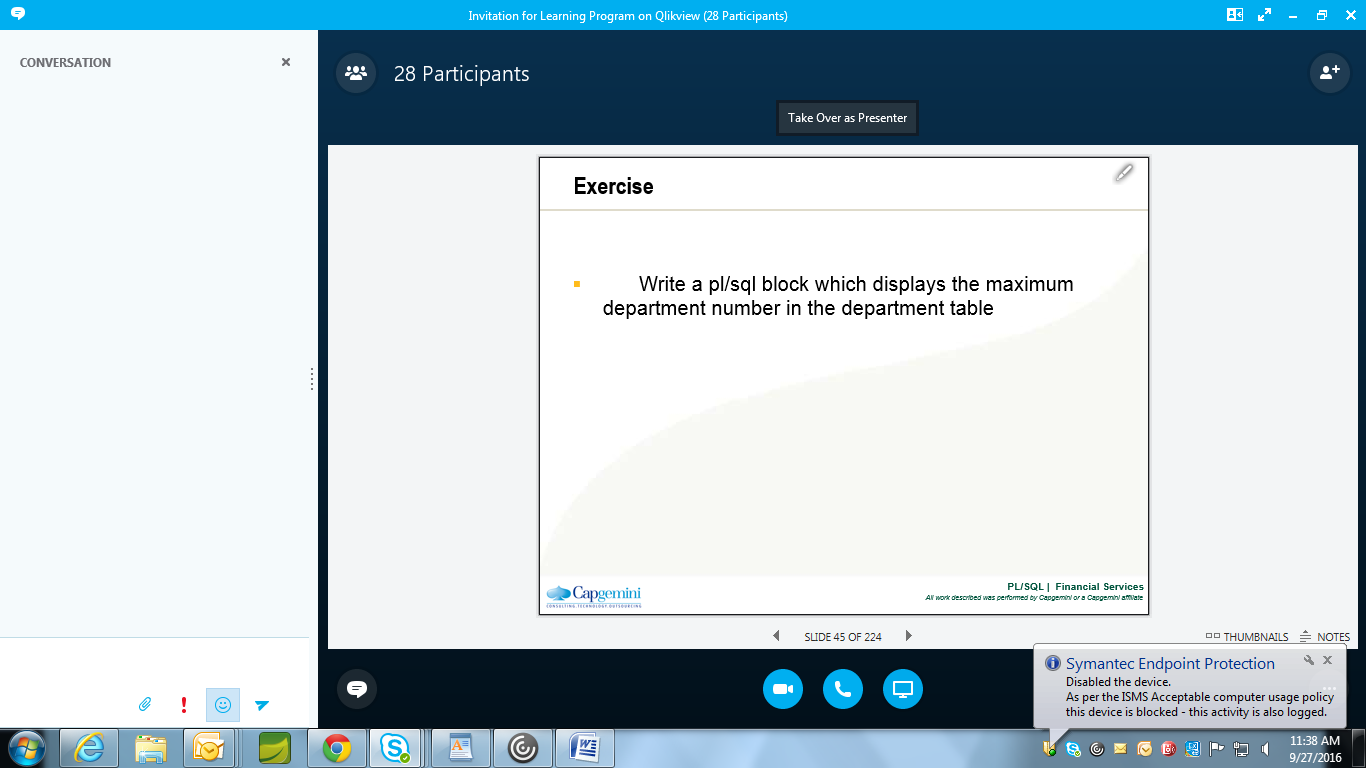 Invitation for Learning Program on Qlikview (28 Participants)
CONVERSATION
28 Participants
Take Over as Presenter
Exercise
Write a pl/sql block which displays the maximum
department number in the department table
Capgemini
CONSULTING.TECHNOLOGY.OUTSOURCING
PL/SQL | Financial Services
All work described was performed by Capgemini or a Capgemini affiliate
SLIDE 45 OF 224
THUMBNAILS
NOTES
Symantec Endpoint Protection
Disabled the device.
As per the ISMS Acceptable computer usage policy
this device is blocked - this activity is also logged.
11:38 AM
9/27/2016